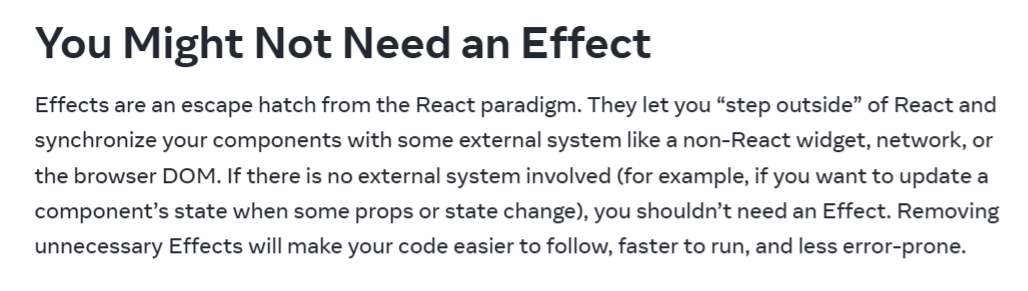 You Might Not Need an Effect
Effects are an escape hatch from the React paradigm. They let you “step outside” of React and
synchronize your components with some external system like a non-React widget, network, or
the browser DOM. If there is no external system involved (for example, if you want to update a
component’s state when some props or state change), you shouldn’t need an Effect. Removing
unnecessary Effects will make your code easier to follow, faster to run, and less error-prone.